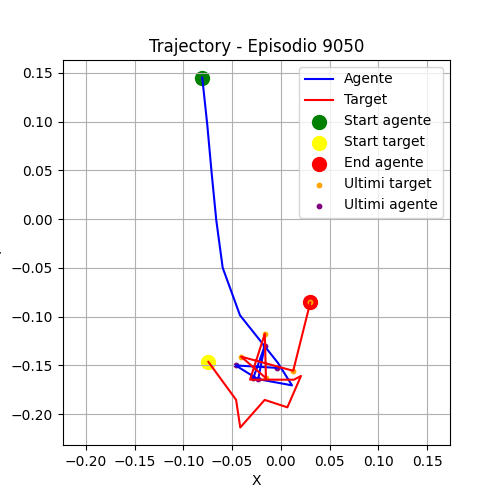 Trajectory - Episodio 9050
Agente
Target
Start agente
Start target
End agente
Ultimi target
Ultimi agente
0.15
0.10
0.05
0.00
−0.05
−0.10
−0.15
−0.20
−0.20 −0.15 −0.10 −0.05 0.00 0.05 0.10 0.15
X